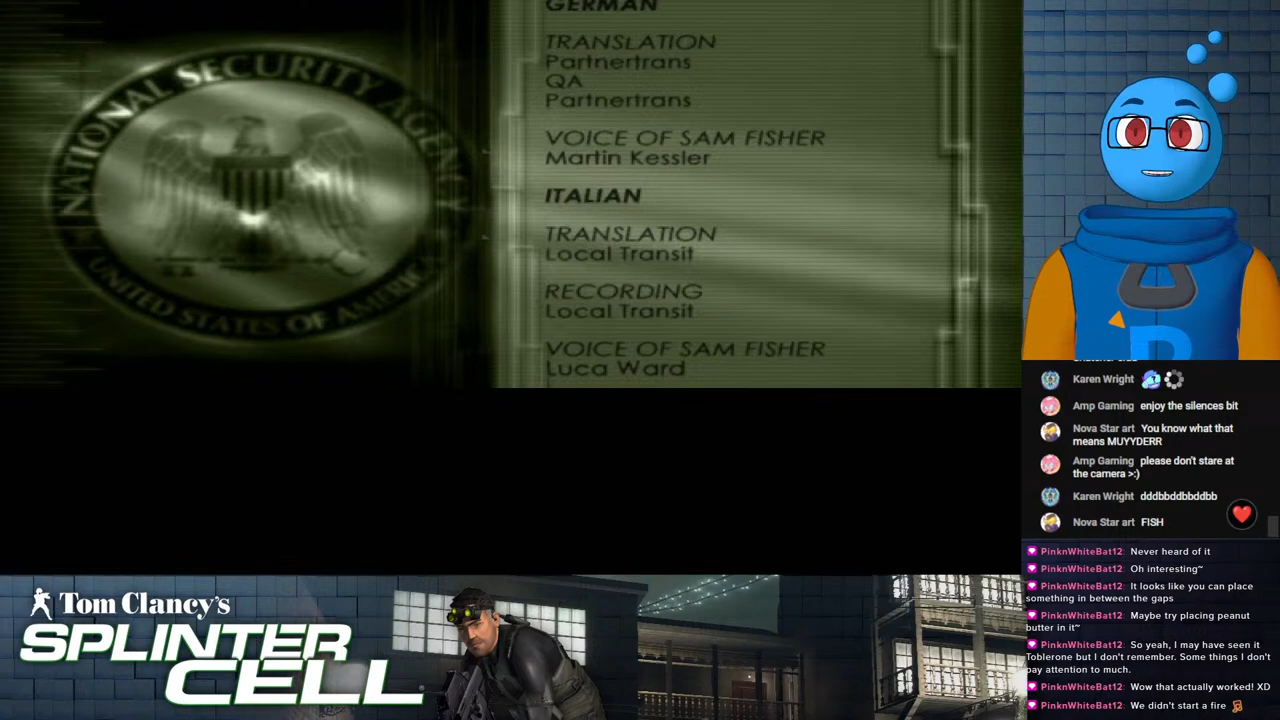 NATIONAL SECURITY AGENCY
UNITED STATES OF AMERICA
GERMAN
TRANSLATION
Partnertrans
QA
Partnertrans
VOICE OF SAM FISHER
Martin Kessler
ITALIAN
TRANSLATION
Local Transit
RECORDING
Local Transit
VOICE OF SAM FISHER
Luca Ward
Karen Wright
Amp Gaming enjoy the silences bit
Nova Star art You know what that
means MUYYDERR
Amp Gaming please don't stare at
the camera >:)
Karen Wright dddbbddbbddbb
Nova Star art FISH
PinknWhiteBat12: Never heard of it
PinknWhiteBat12: Oh interesting~
PinknWhiteBat12: It looks like you can place
something in between the gaps
PinknWhiteBat12: Maybe try placing peanut
butter in it~
PinknWhiteBat12: So yeah, I may have seen it
Toblerone but I don't remember. Some things I don't
pay attention to much.
PinknWhiteBat12: Wow that actually worked! XD
PinknWhiteBat12: We didn't start a fire
Tom Clancy's
SPLINTER
CELL